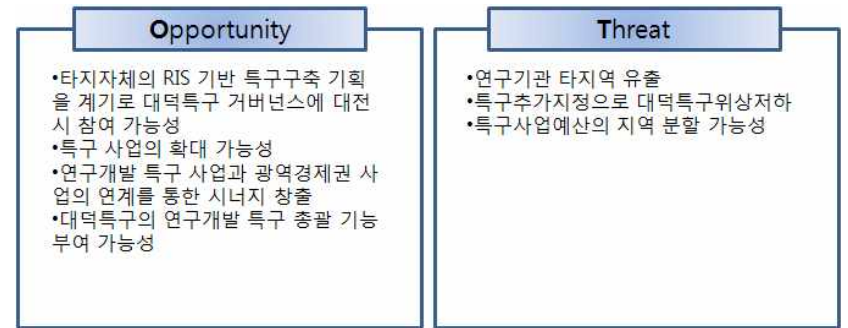 Opportunity
•타지자체의 RIS 기반 특구구축 기획
을 계기로 대덕특구 거버넌스에 대전
시 참여 가능성
•특구 사업의 확대 가능성
•연구개발 특구 사업과 광역경제권 사
업의 연계를 통한 시너지 창출
•대덕특구의 연구개발 특구 총괄 기능
부여 가능성
Threat
•연구기관 타지역 유출
•특구추가지정으로 대덕특구위상저하
•특구사업예산의 지역 분할 가능성